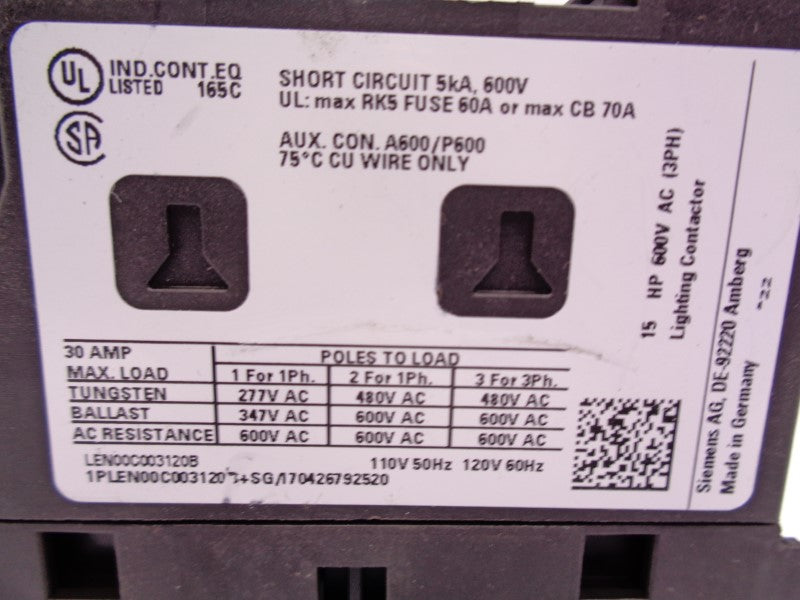 UL IND.CONT.EQ
LISTED 165C
SA
SHORT CIRCUIT 5kA, 600V
UL: max RK5 FUSE 60A or max CB 70A
AUX. CON. A600/P600
75°C CU WIRE ONLY
30 AMP POLES TO LOAD
MAX. LOAD 1 For 1Ph. 2 For 1Ph. 3 For 3Ph.
TUNGSTEN 277V AC 480V AC 480V AC
BALLAST 347V AC 600V AC 600V AC
AC RESISTANCE 600V AC 600V AC 600V AC
LEN00C003120B 110V 50Hz 120V 60Hz
15 HP 600V AC (3PH)
Lighting Contactor
Siemens AG, DE-92220 Amberg
Made in Germany